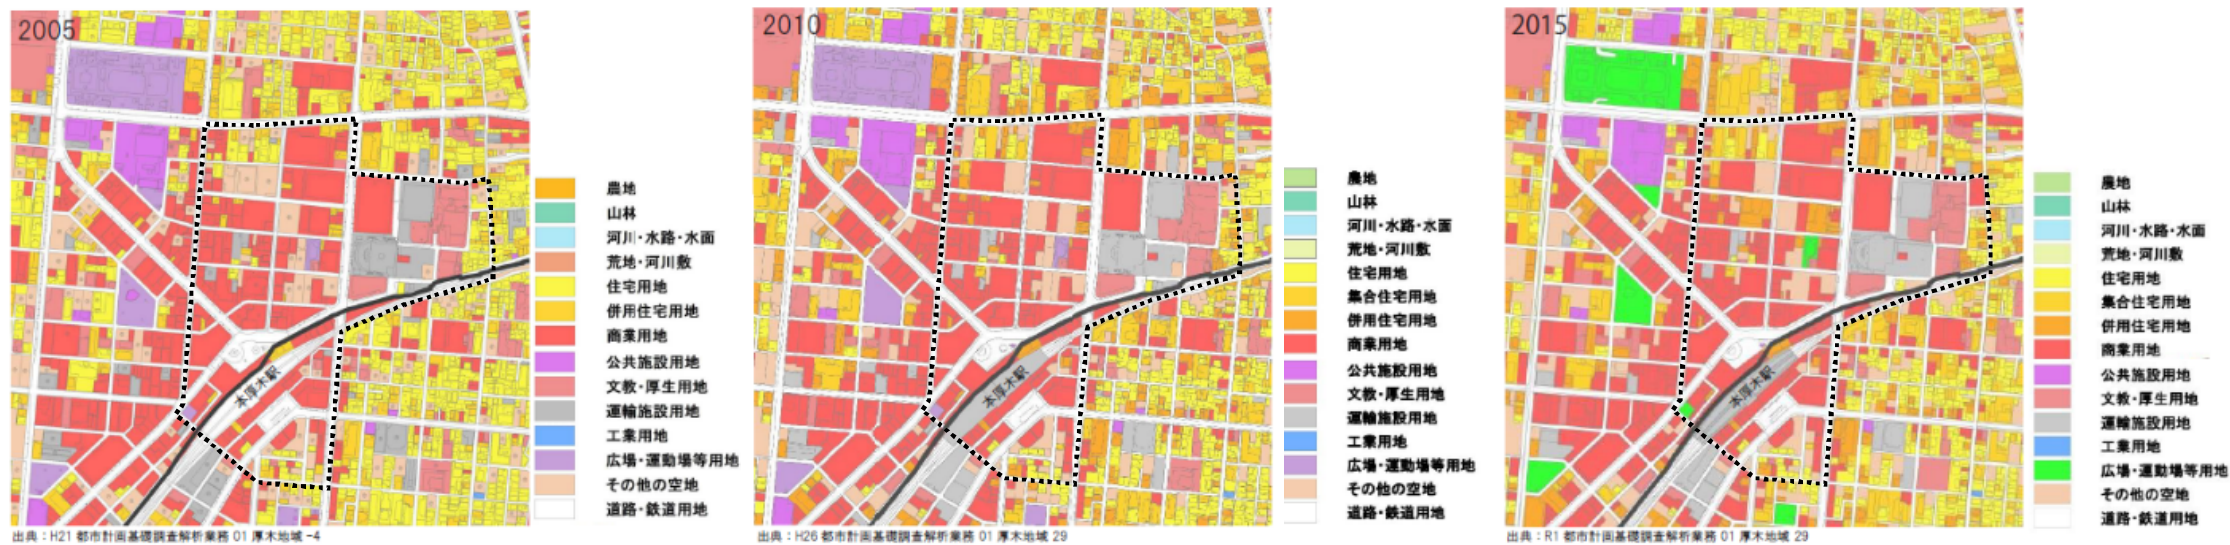 2005
本厚木駅
農地
山林
河川・水路・水面
荒地・河川敷
住宅用地
併用住宅用地
商業用地
公共施設用地
文教・厚生用地
運輸施設用地
工業用地
広場・運動場等用地
その他の空地
道路・鉄道用地
出典：H21 都市計画基礎調査解析業務 01 厚木地域 -4
2010
本厚木駅
農地
山林
河川・水路・水面
荒地・河川敷
住宅用地
集合住宅用地
併用住宅用地
商業用地
公共施設用地
文教・厚生用地
運輸施設用地
工業用地
広場・運動場等用地
その他の空地
道路・鉄道用地
出典：H26 都市計画基礎調査解析業務 01 厚木地域 29
2015
本厚木駅
農地
山林
河川・水路・水面
荒地・河川敷
住宅用地
集合住宅用地
併用住宅用地
商業用地
公共施設用地
文教・厚生用地
運輸施設用地
工業用地
広場・運動場等用地
その他の空地
道路・鉄道用地
出典：R1 都市計画基礎調査解析業務 01 厚木地域 29